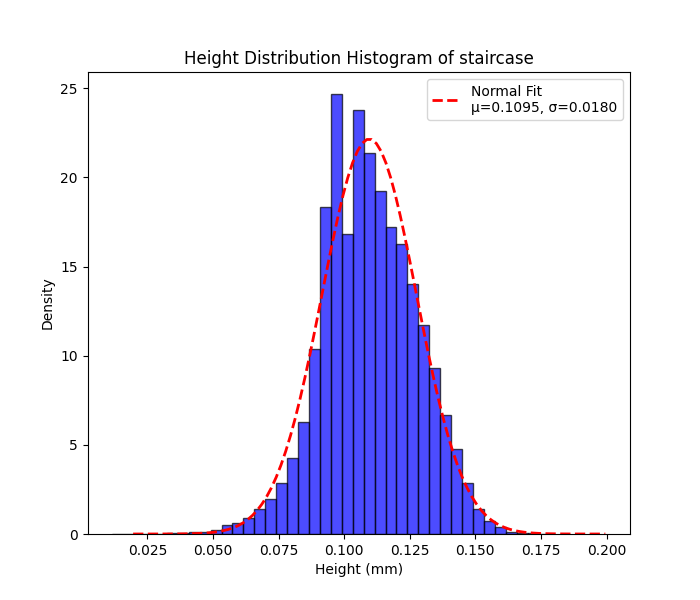 Height Distribution Histogram of staircase
Normal Fit
μ=0.1095, σ=0.0180
Density
25
20
15
10
5
0
0.025 0.050 0.075 0.100 0.125 0.150 0.175 0.200
Height (mm)